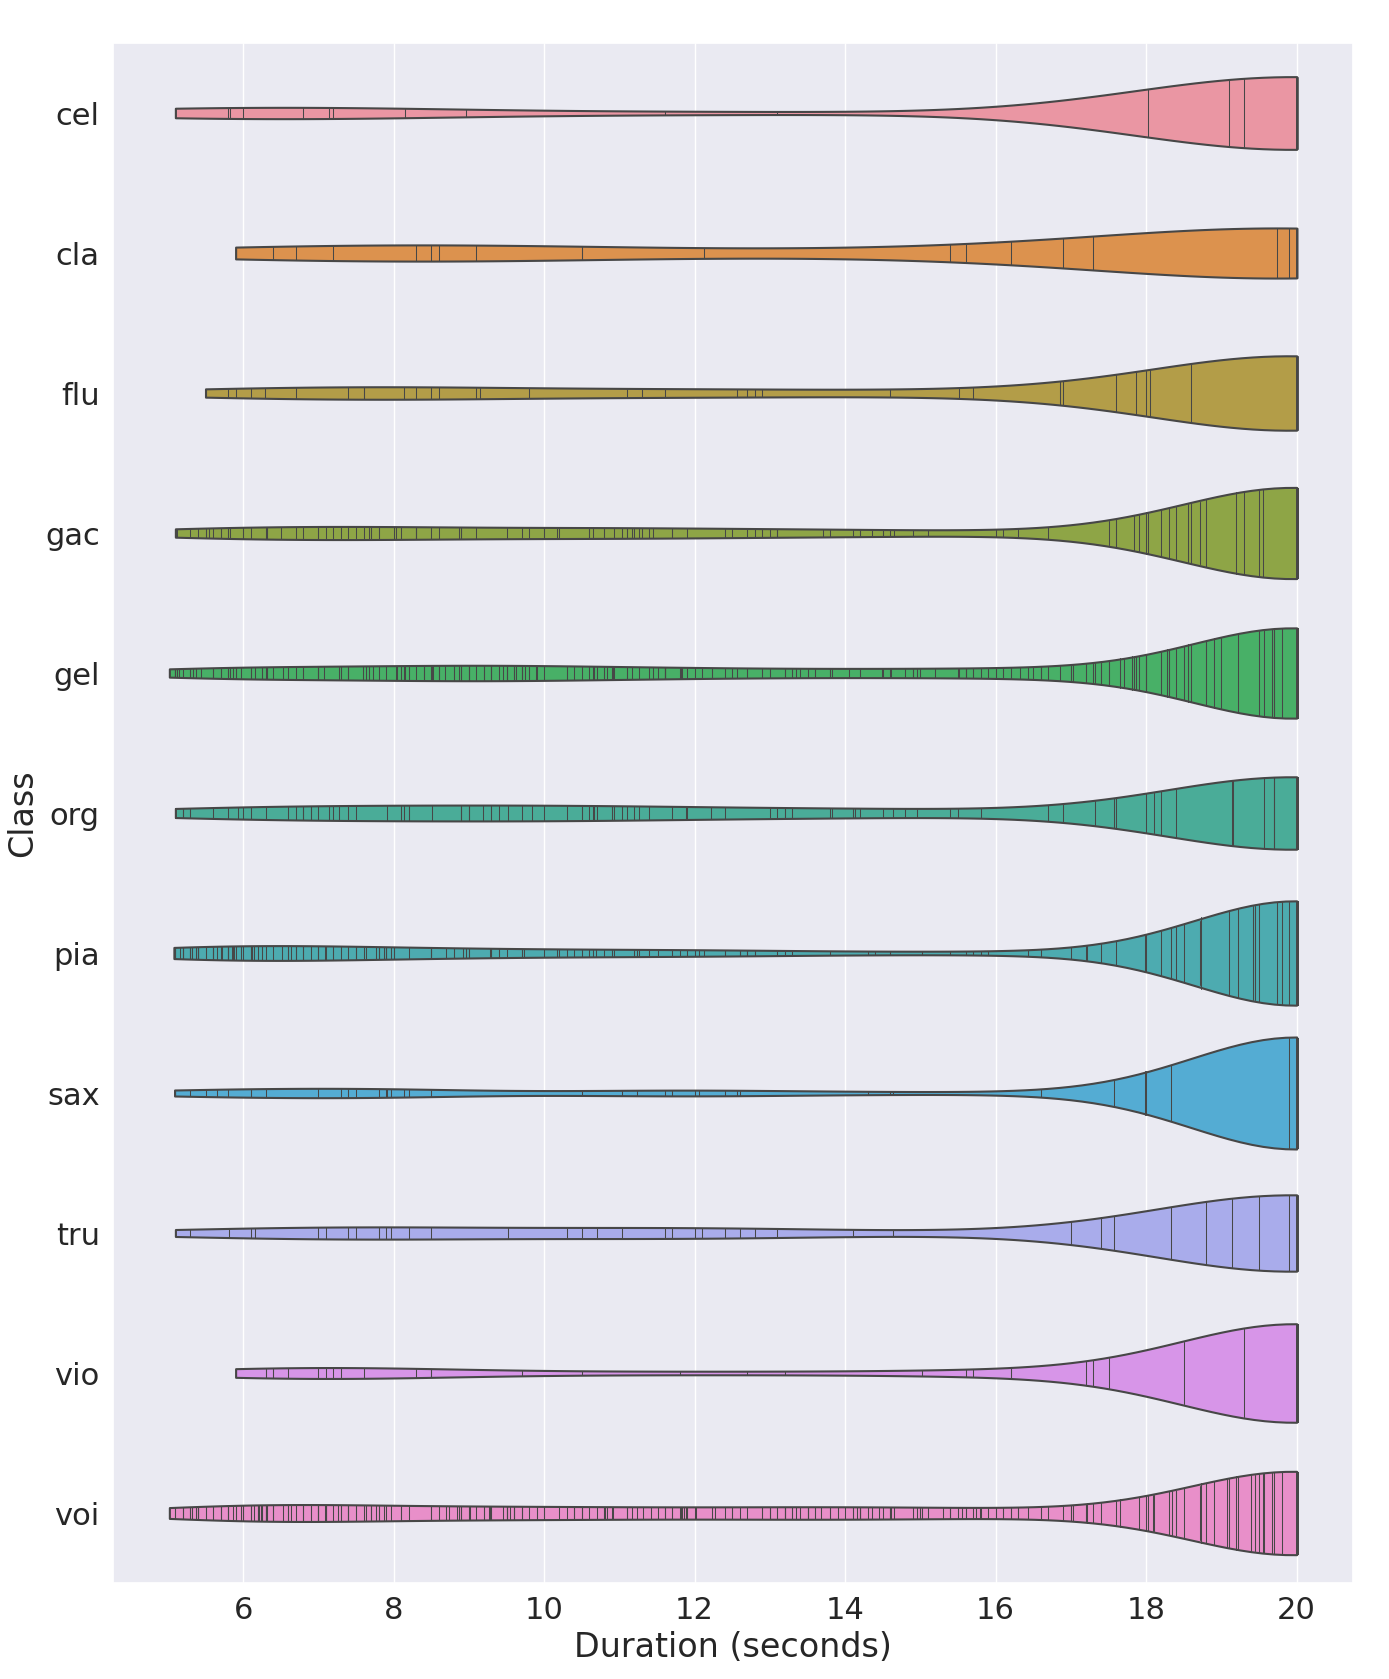 Class
cel
cla
flu
gac
gel
org
pia
sax
tru
vio
voi
6 8 10 12 14 16 18 20
Duration (seconds)